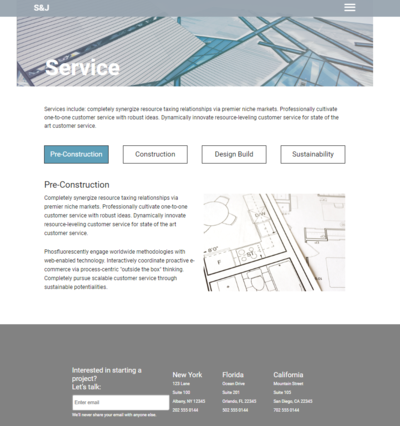 S&J
Service
Services include: completely synergize resource taxing relationships via premier niche markets. Professionally cultivate
one-to-one customer service with robust ideas. Dynamically innovate resource-leveling customer service for state of the
art customer service.
Pre-Construction
Construction
Design Build
Sustainability
Pre-Construction
Completely synergize resource taxing relationships via
premier niche markets. Professionally cultivate one-to-one
customer service with robust ideas. Dynamically innovate
resource-leveling customer service for state of the art
customer service.
Phosfluorescently engage worldwide methodologies with
web-enabled technology. Interactively coordinate proactive e-
commerce via process-centric "outside the box" thinking.
Completely pursue scalable customer service through
sustainable potentialities.
Interested in starting a
project?
Let's talk:
Enter email
We'll never share your email with anyone else.
New York
123 Lane
Suite 100
Albany, NY 12345
202 555 0144
Florida
Ocean Drive
Suite 201
Orlando, FL 22345
502 555 0144
California
Mountain Street
Suite 103
San Diego, CA 22345
702 555 0144